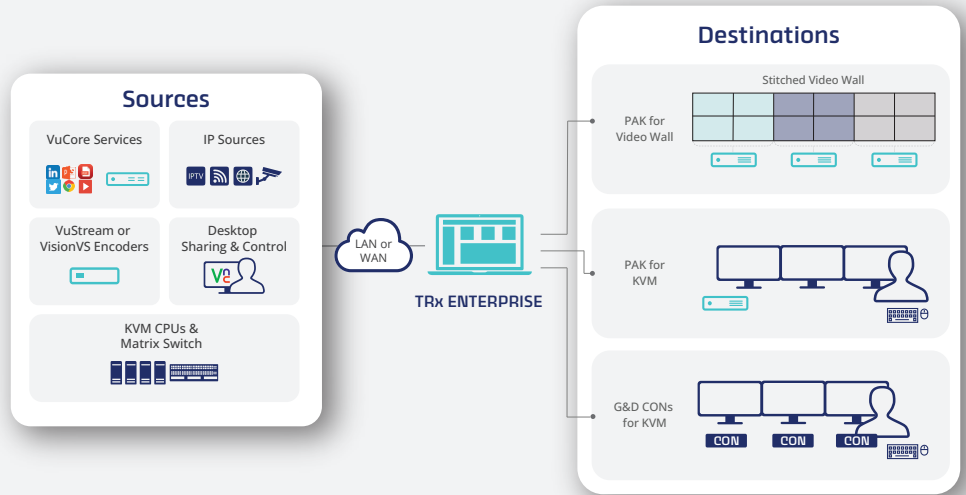 Sources
VuCore Services
IP Sources
in
IPTV
VuStream or
VisionVS Encoders
Desktop
Sharing & Control
Vnc
KVM CPUs &
Matrix Switch
LAN or
WAN
TRx ENTERPRISE
Destinations
Stitched Video Wall
PAK for
Video Wall
PAK for
KVM
G&D CONs
for KVM
CON
CON
CON